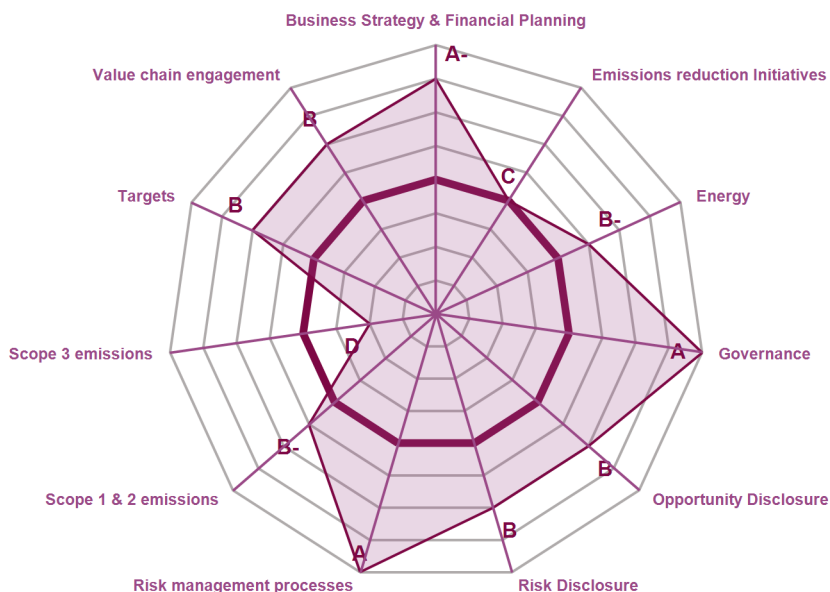 Business Strategy & Financial Planning
A-
Value chain engagement
Emissions reduction Initiatives
B
C
Targets
B
B-
Energy
Scope 3 emissions
D
A
Governance
B-
B
Scope 1 & 2 emissions
Opportunity Disclosure
B
A
Risk management processes
Risk Disclosure